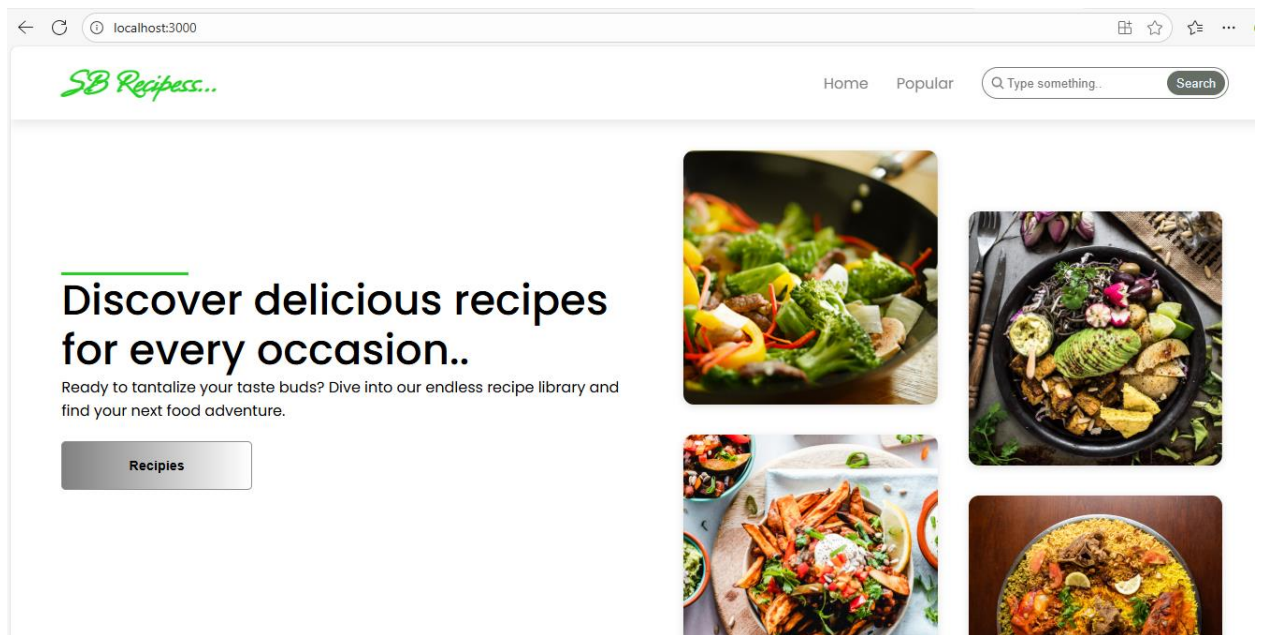 localhost:3000
SB Recipess...
Home Popular Type something.. Search
Discover delicious recipes
for every occasion..
Ready to tantalize your taste buds? Dive into our endless recipe library and
find your next food adventure.
Recipies